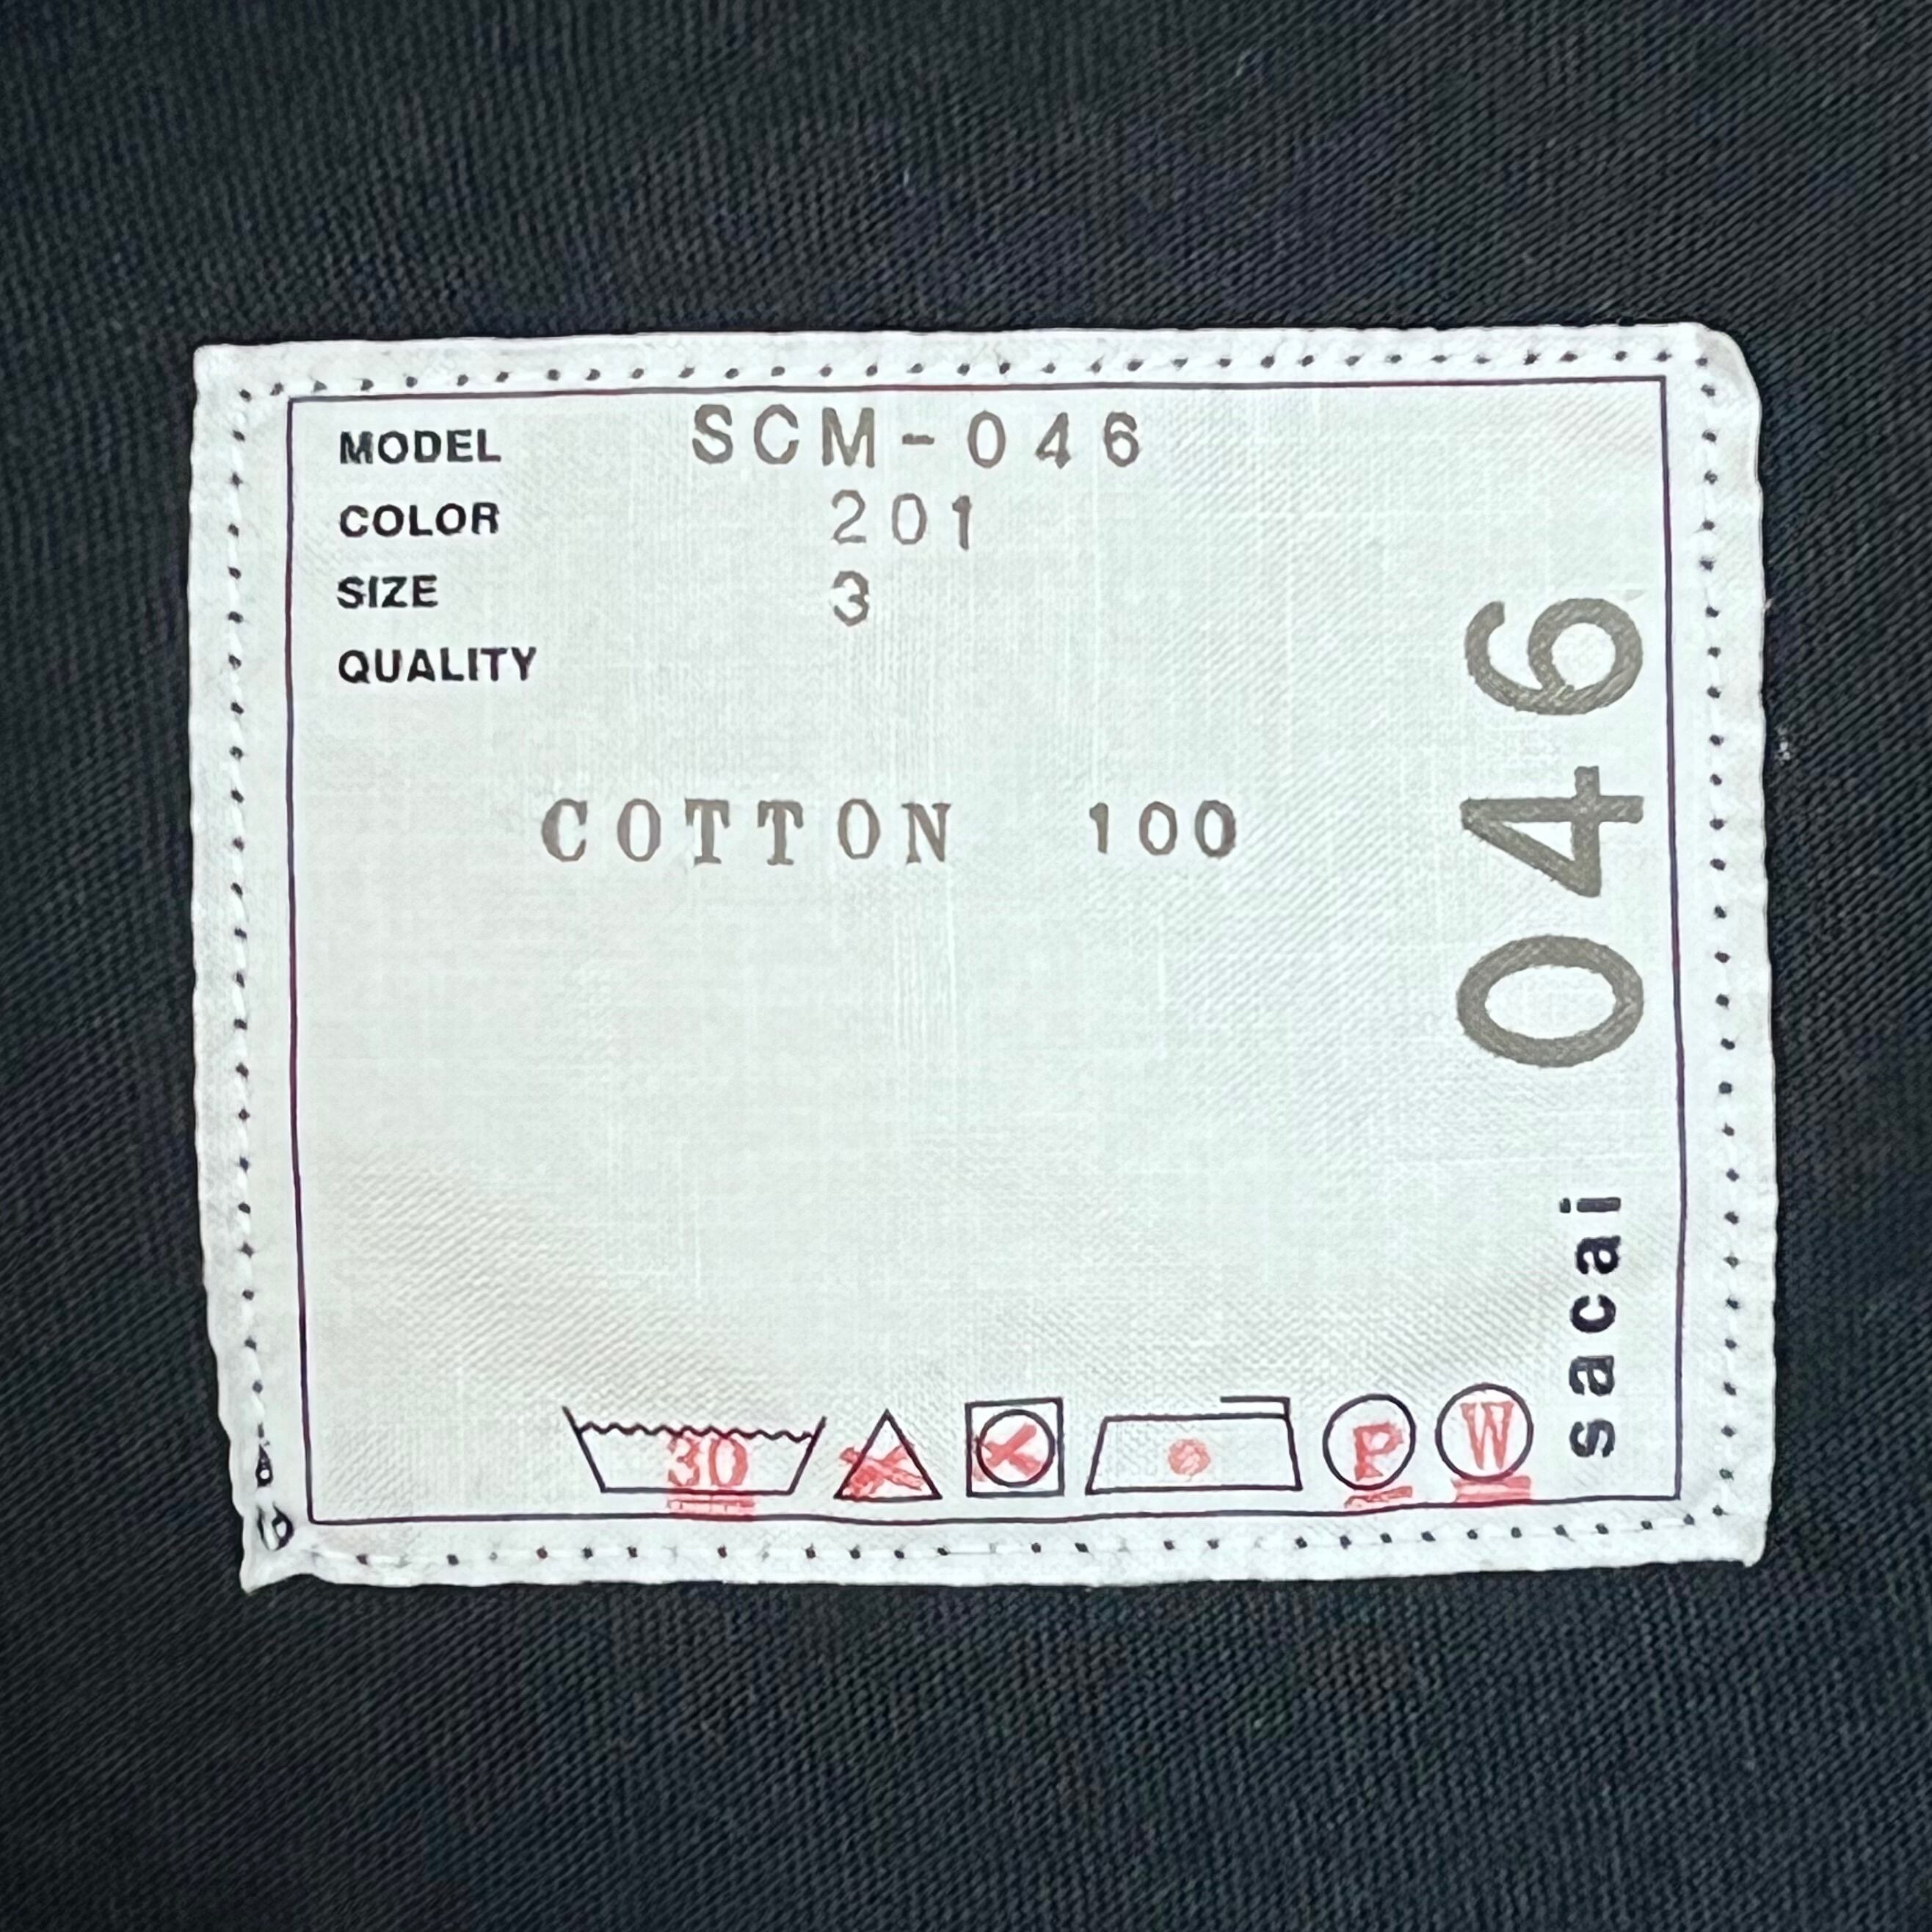 MODEL SCM-046
COLOR 201
SIZE 3
QUALITY
COTTON 100
30
P
W
sacai 046